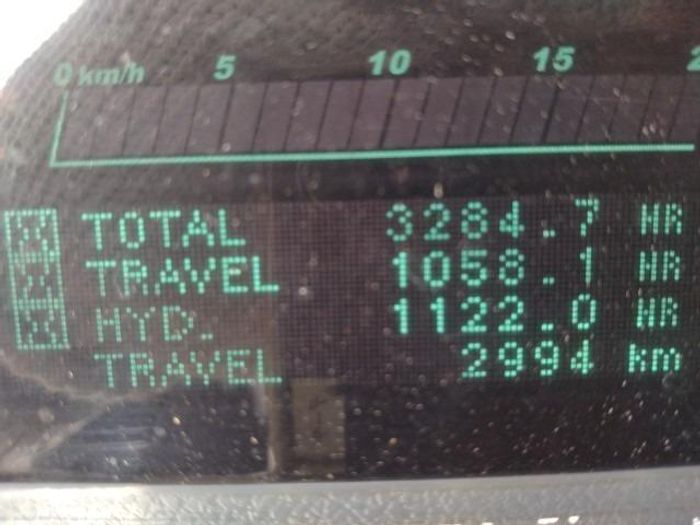 0 km/h 5 10 15
TOTAL 3284.7 HR
TRAVEL 1058.1 HR
HYD. 1122.0 HR
TRAVEL 2994 km